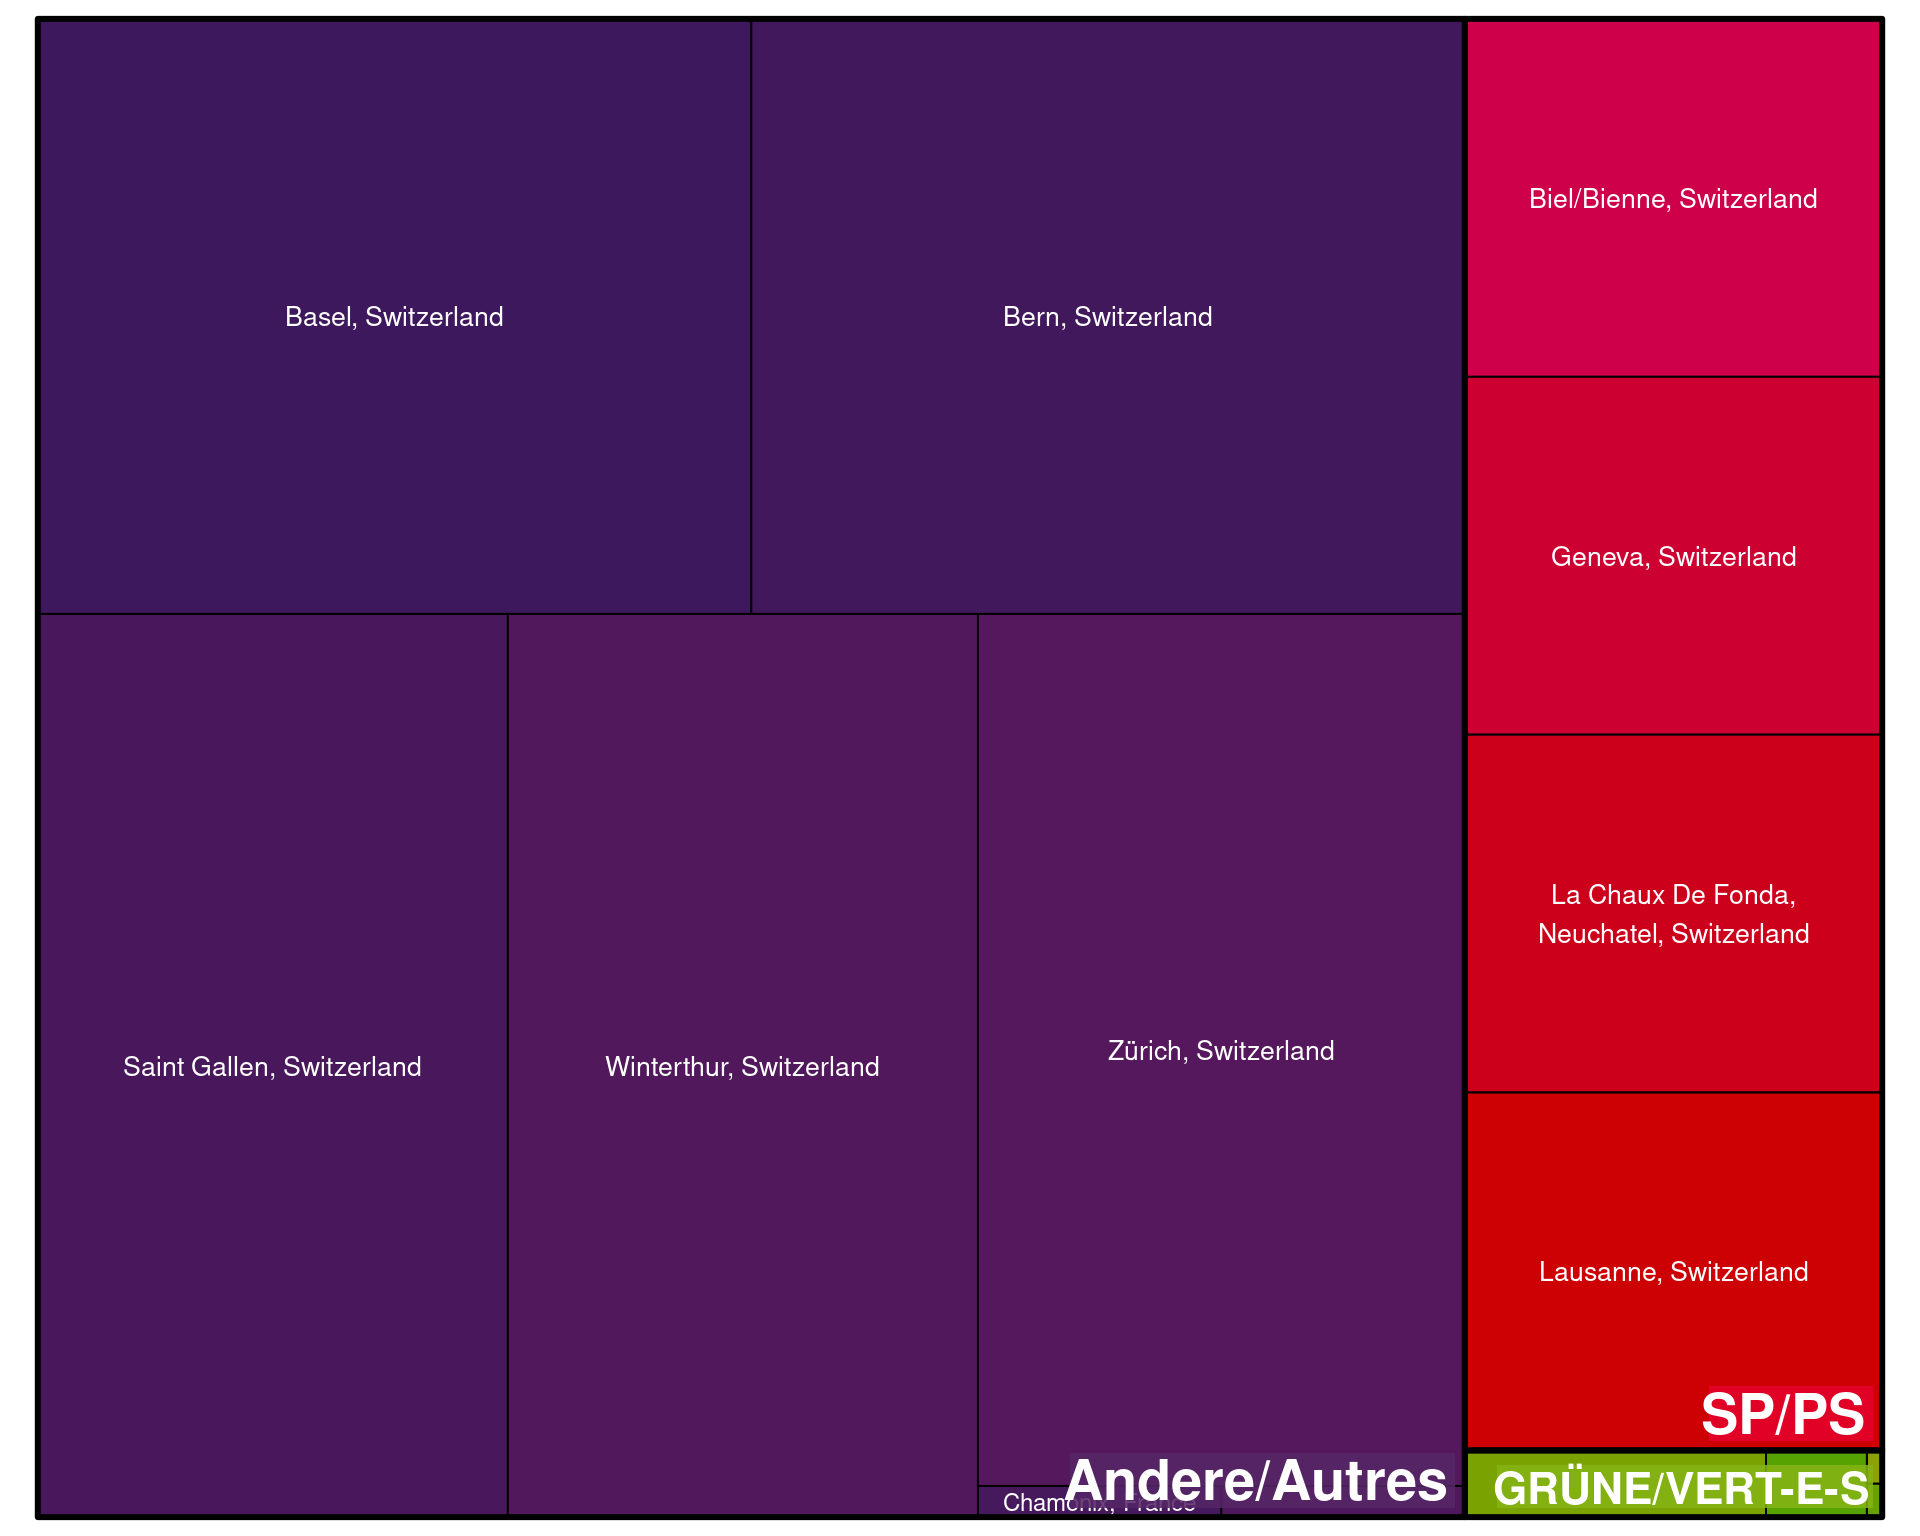 Basel, Switzerland
Bern, Switzerland
Biel/Bienne, Switzerland
Geneva, Switzerland
La Chaux De Fonda,
Neuchatel, Switzerland
Saint Gallen, Switzerland
Winterthur, Switzerland
Zürich, Switzerland
Lausanne, Switzerland
SP/PS
Andere/Autres
GRÜNE/VERT-E-S
Chamonix, France